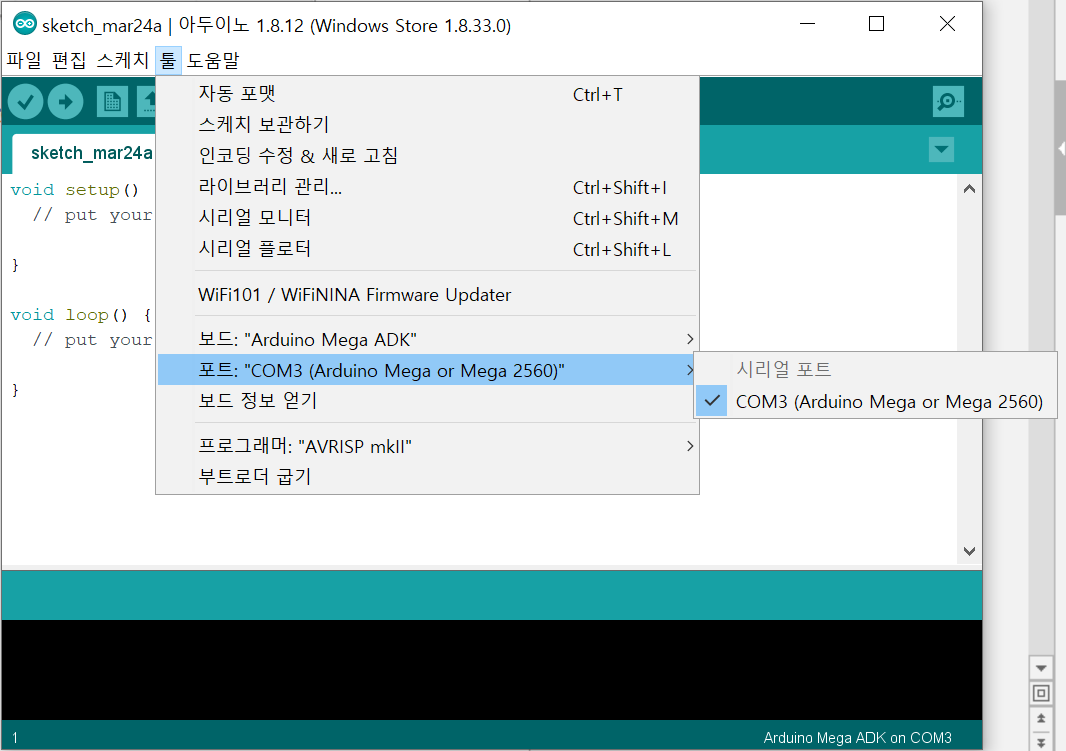 sketch_mar24a | 아두이노 1.8.12 (Windows Store 1.8.33.0)
파일 편집 스케치 툴 도움말
자동 포맷 Ctrl+T
스케치 보관하기
인코딩 수정 & 새로 고침
라이브러리 관리... Ctrl+Shift+I
시리얼 모니터 Ctrl+Shift+M
시리얼 플로터 Ctrl+Shift+L
WiFi101 / WiFiNINA Firmware Updater
보드: "Arduino Mega ADK"
포트: "COM3 (Arduino Mega or Mega 2560)"
보드 정보 얻기
프로그래머: "AVRISP mkII"
부트로더 굽기
시리얼 포트
COM3 (Arduino Mega or Mega 2560)
sketch_mar24a
void setup()
// put your
}
void loop() {
// put your
}
1 Arduino Mega ADK on COM3